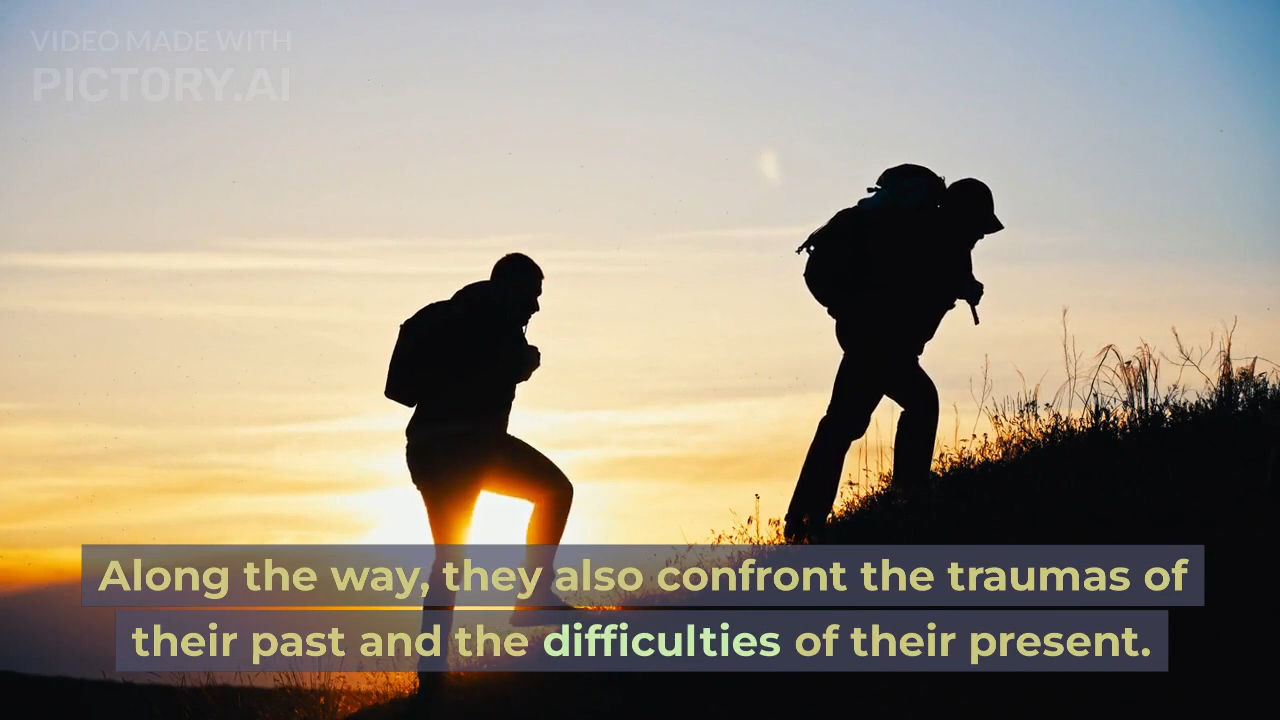 VIDEO MADE WITH
PICTORY.AI
Along the way, they also confront the traumas of
their past and the difficulties of their present.